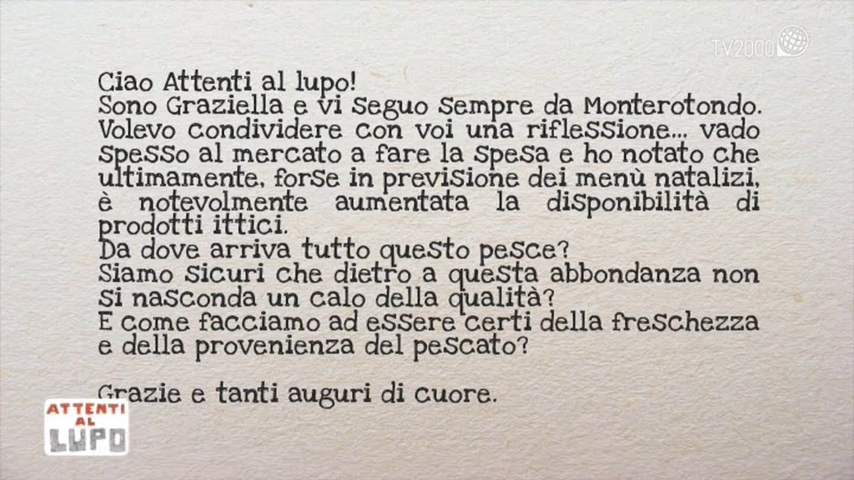 TV2000
Ciao Attenti al lupo!
Sono Graziella e vi seguo sempre da Monterotondo.
Volevo condividere con voi una riflessione... vado
spesso al mercato a fare la spesa e ho notato che
ultimamente, forse in previsione dei menù natalizi,
è notevolmente aumentata la disponibilità di
prodotti ittici.
Da dove arriva tutto questo pesce?
Siamo sicuri che dietro a questa abbondanza non
si nasconda un calo della qualità?
E come facciamo ad essere certi della freschezza
e della provenienza del pescato?
Grazie e tanti auguri di cuore.
ATTENTI
AL
LUPO